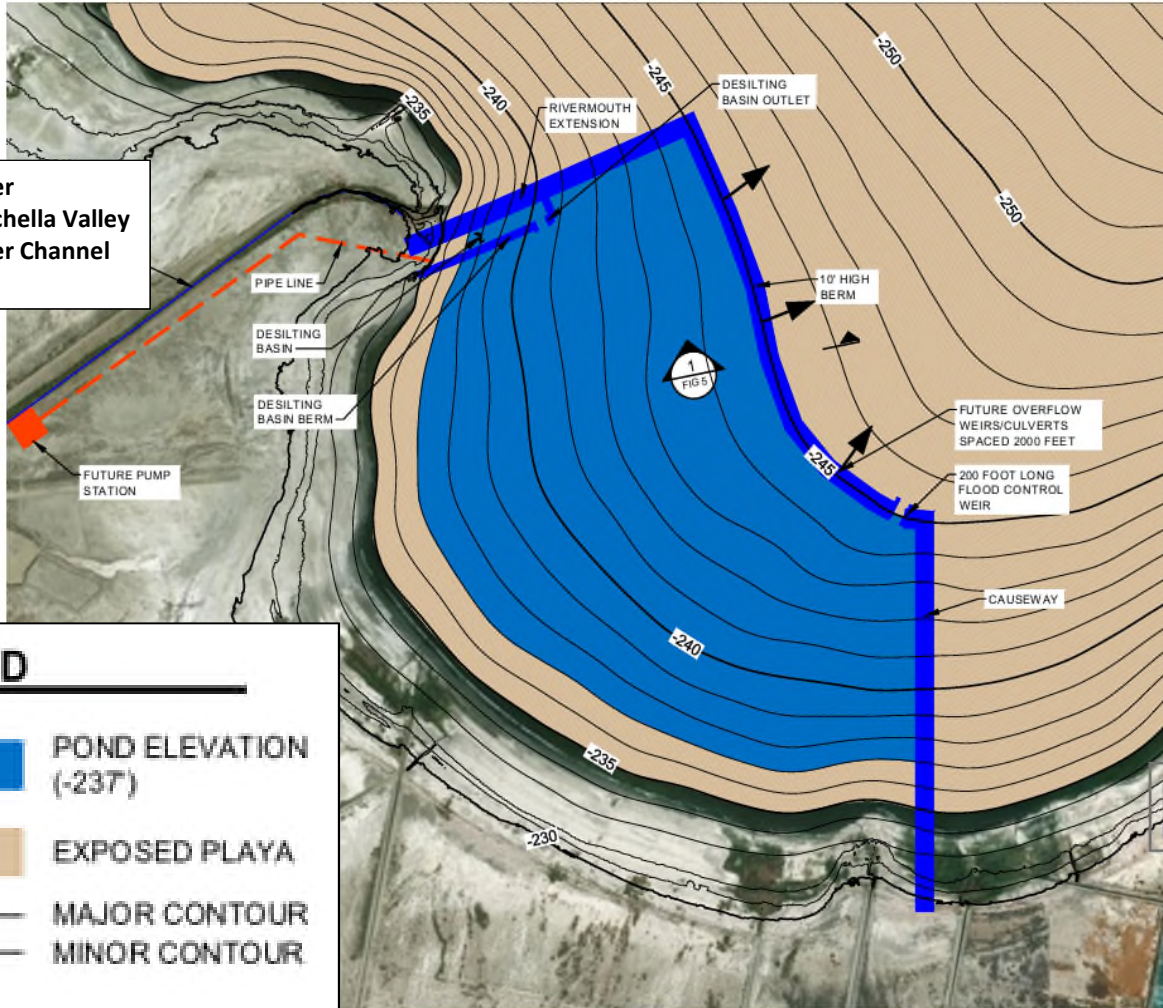 -250
-245
DESILTING
BASIN OUTLET
-240
-235
RIVERMOUTH
EXTENSION
er
chella Valley
er Channel
-250
PIPE LINE
10' HIGH
BERM
DESILTING
BASIN
1
FIG 5
DESILTING
BASIN BERM
FUTURE OVERFLOW
WEIRS/CULVERTS
SPACED 2000 FEET
-245
FUTURE PUMP
STATION
200 FOOT LONG
FLOOD CONTROL
WEIR
CAUSEWAY
-240
D
POND ELEVATION
(-237')
-235
EXPOSED PLAYA
-230
MAJOR CONTOUR
MINOR CONTOUR